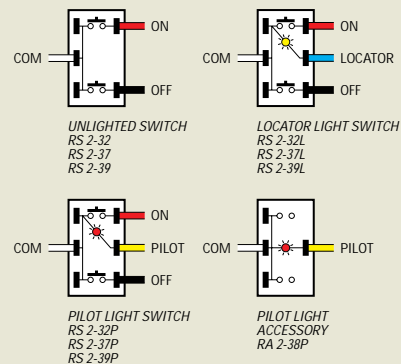 ON
COM
OFF
UNLIGHTED SWITCH
RS 2-32
RS 2-37
RS 2-39
ON
COM
LOCATOR
OFF
LOCATOR LIGHT SWITCH
RS 2-32L
RS 2-37L
RS 2-39L
ON
COM
PILOT
OFF
PILOT LIGHT SWITCH
RS 2-32P
RS 2-37P
RS 2-39P
COM
PILOT
PILOT LIGHT
ACCESSORY
RA 2-38P